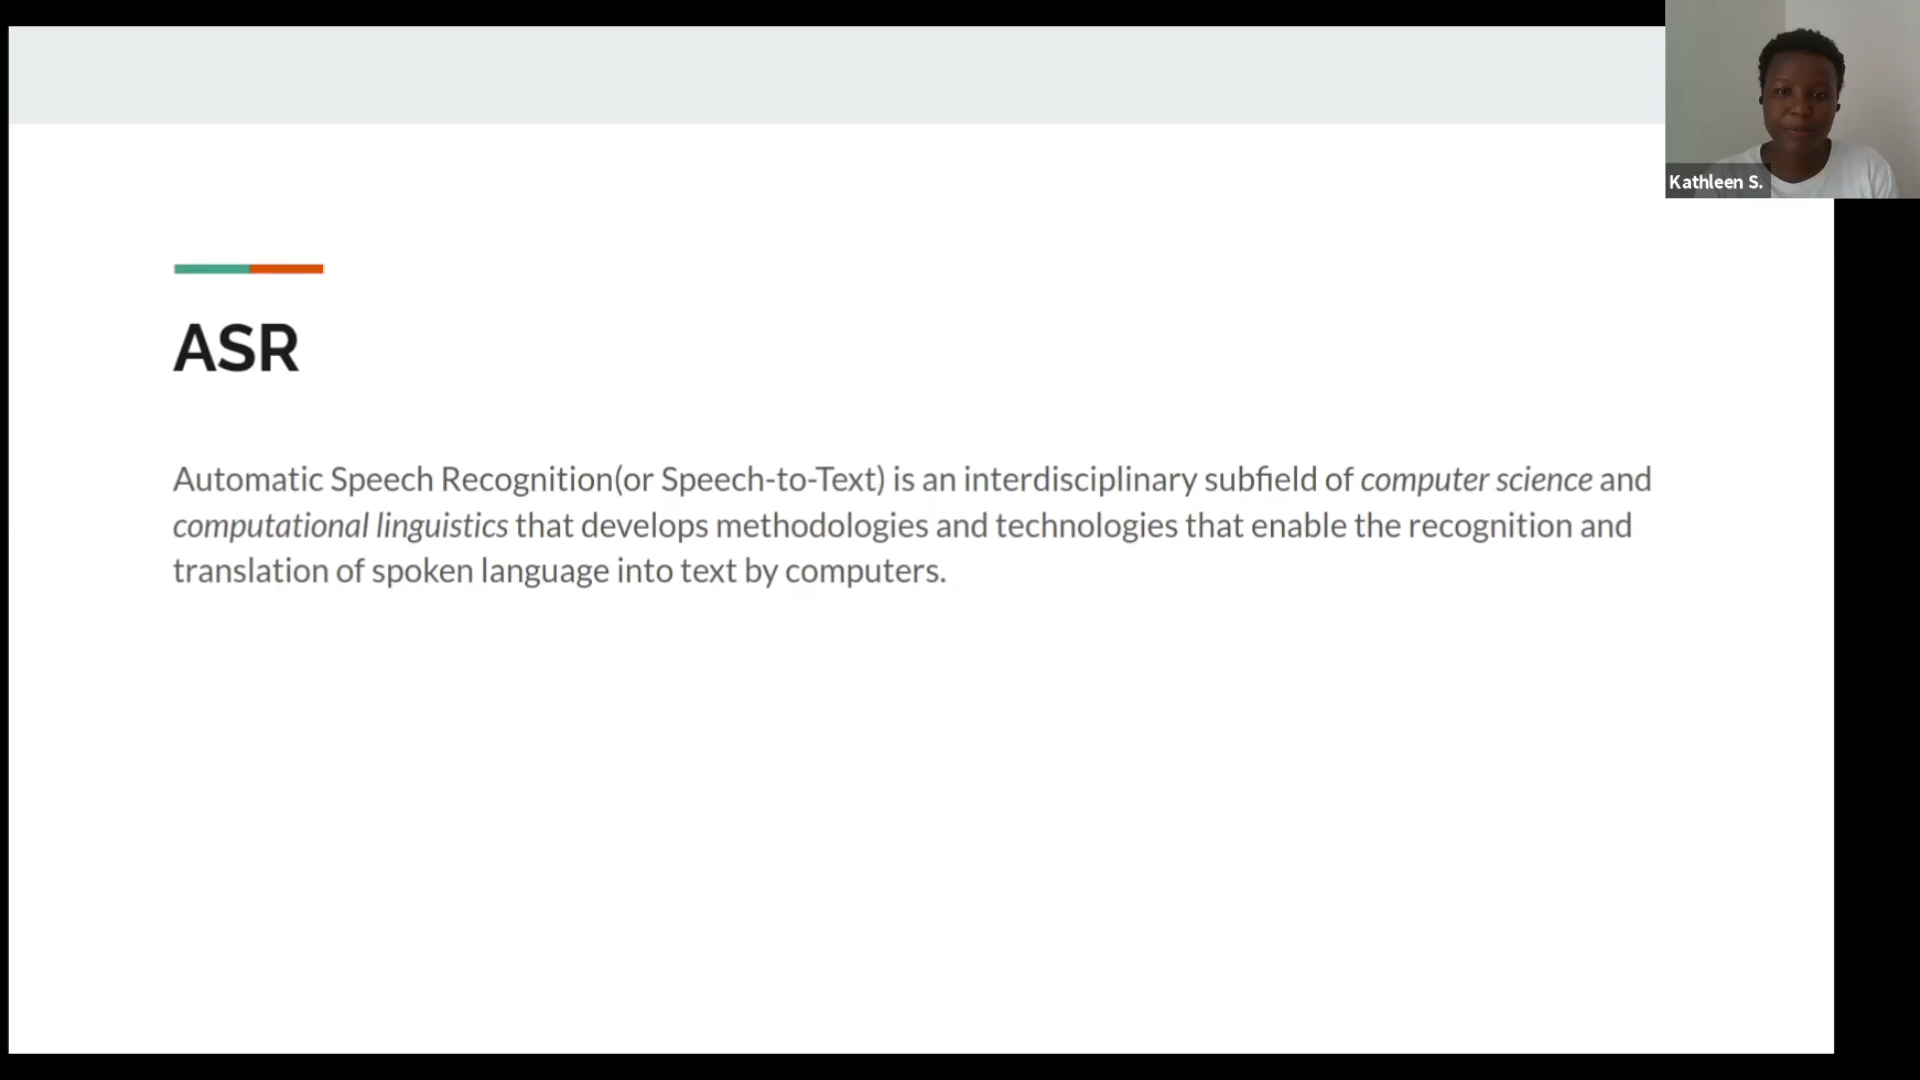 Kathleen S.
ASR
Automatic Speech Recognition(or Speech-to-Text) is an interdisciplinary subfield of computer science and
computational linguistics that develops methodologies and technologies that enable the recognition and
translation of spoken language into text by computers.